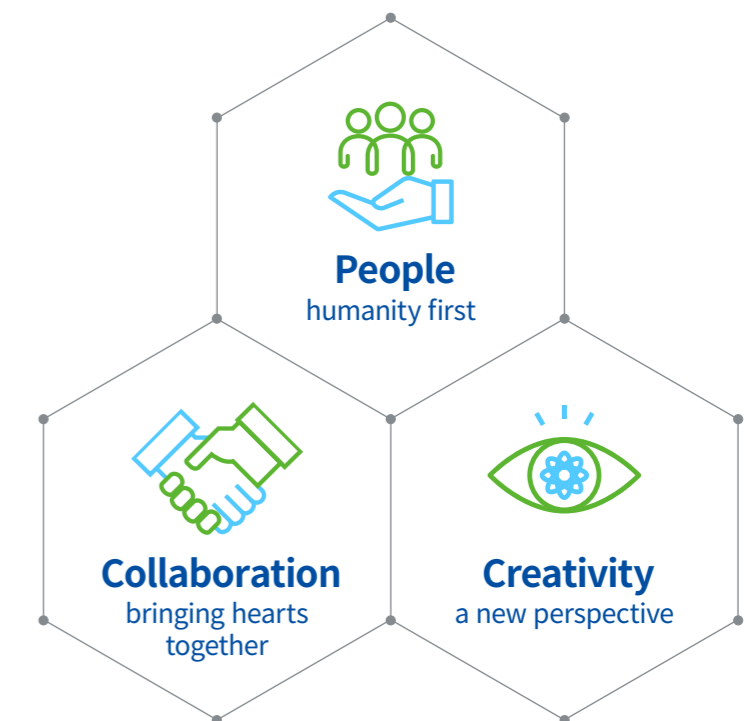 People
humanity first
Collaboration
bringing hearts
together
Creativity
a new perspective